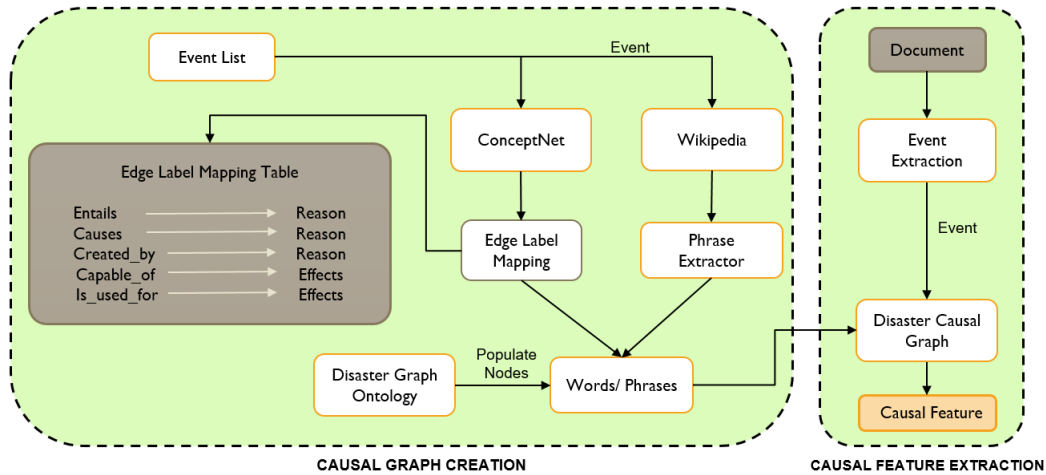 Event List
Event
ConceptNet
Wikipedia
Edge Label Mapping Table
Entails Reason
Causes Reason
Created_by Reason
Capable_of Effects
Is_used_for Effects
Edge Label
Mapping
Phrase
Extractor
Disaster Graph
Ontology
Populate
Nodes
Words/ Phrases
CAUSAL GRAPH CREATION
Document
Event
Extraction
Event
Disaster Causal
Graph
Causal Feature
CAUSAL FEATURE EXTRACTION